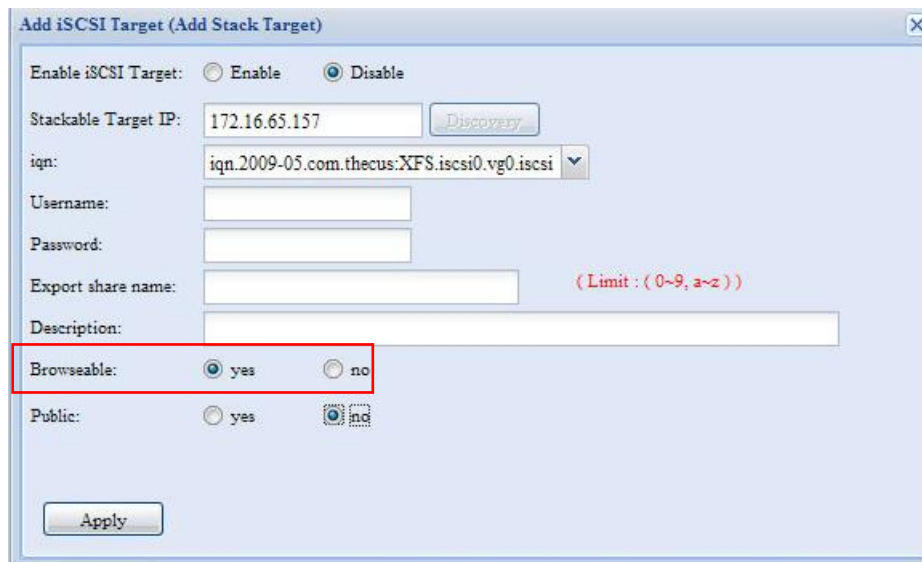 Add iSCSI Target (Add Stack Target)
Enable iSCSI Target: Enable Disable
Stackable Target IP: 172.16.65.157 Discovery
iqn: iqn.2009-05.com.thecus:XFS.iscsi0.vg0.iscsi
Username:
Password:
Export share name: ( Limit : ( 0~9, a~z ) )
Description:
Browseable: yes no
Public: yes no
Apply